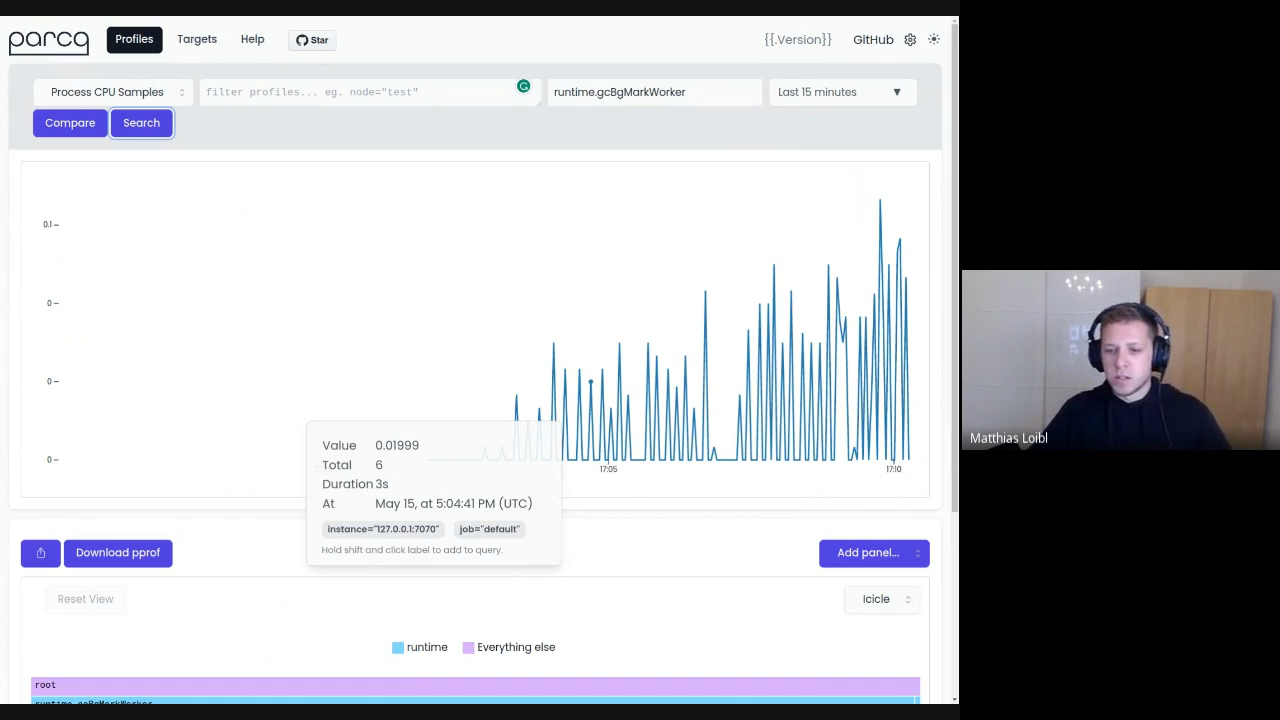 parca
Profiles
Targets
Help
Star
{{.Version}}
GitHub
Process CPU Samples
filter profiles... eg. node="test"
runtime.gcBgMarkWorker
Last 15 minutes
Compare
Search
0.1
0
0
0
17:05
17:10
Value 0.01999
Total 6
Duration 3s
At May 15, at 5:04:41 PM (UTC)
instance="127.0.0.1:7070" job="default"
Hold shift and click label to add to query.
Download pprof
Add panel...
Reset View
Icicle
runtime
Everything else
root
runtime.gcBgMarkWorker
Matthias Loibl